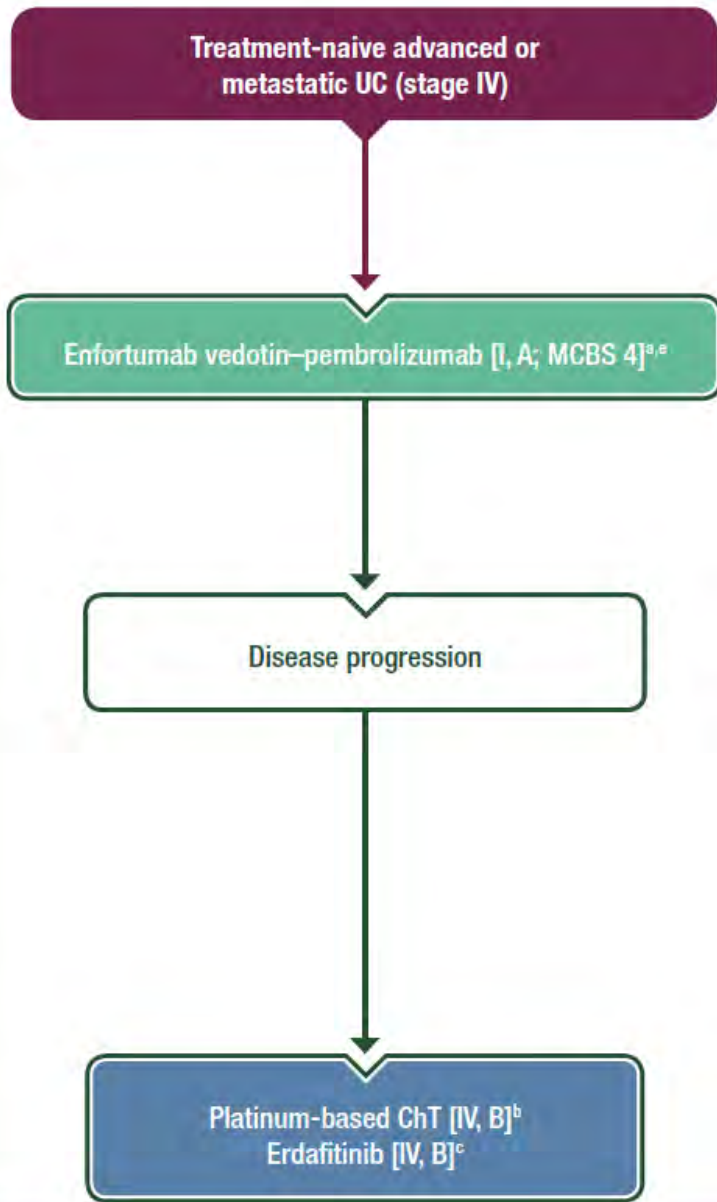 Treatment-naive advanced or
metastatic UC (stage IV)
Enfortumab vedotin–pembrolizumab [I, A; MCBS 4]a,e
Disease progression
Platinum-based ChT [IV, B]b
Erdafitinib [IV, B]c